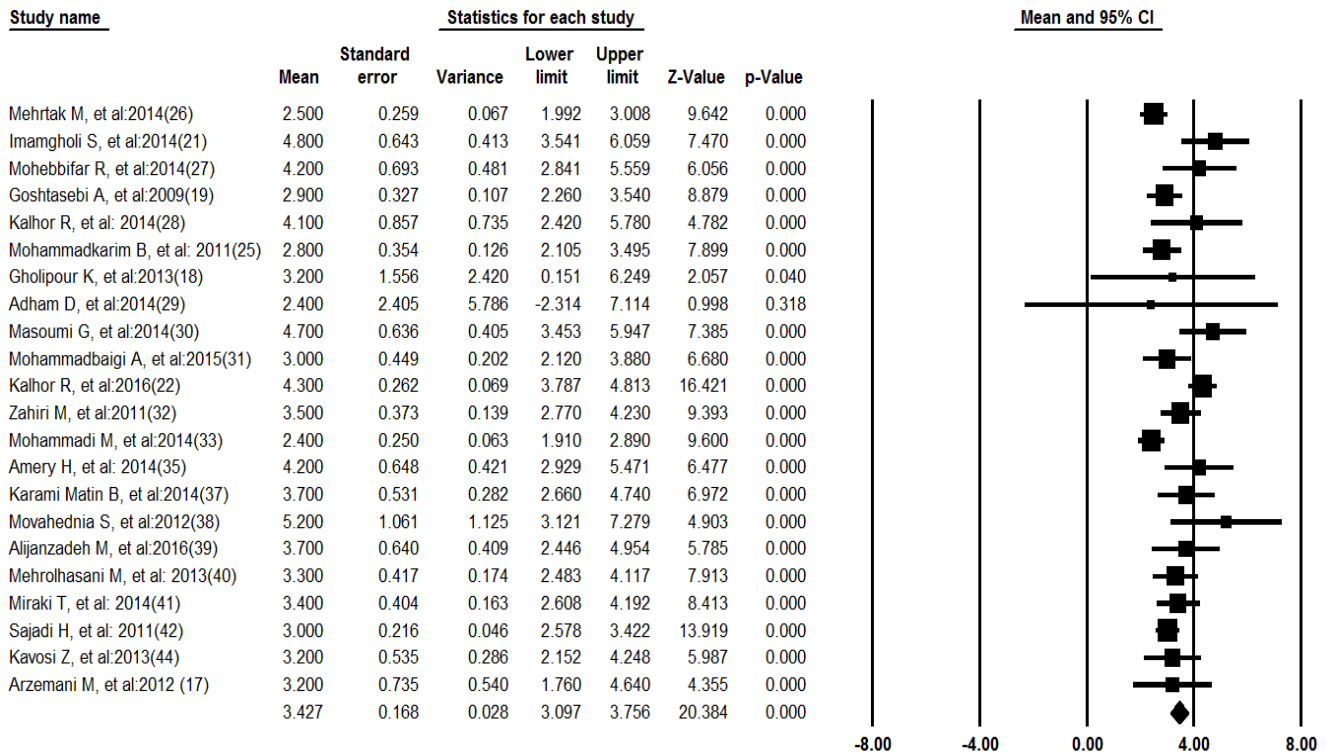 Study name Statistics for each study Mean and 95% CI
Standard Lower Upper
Mean error Variance limit limit Z-Value p-Value
Mehrtak M, et al:2014(26) 2.500 0.259 0.067 1.992 3.008 9.642 0.000
Imamgholi S, et al:2014(21) 4.800 0.643 0.413 3.541 6.059 7.470 0.000
Mohebbifar R, et al:2014(27) 4.200 0.693 0.481 2.841 5.559 6.056 0.000
Goshtasebi A, et al:2009(19) 2.900 0.327 0.107 2.260 3.540 8.879 0.000
Kalhor R, et al: 2014(28) 4.100 0.857 0.735 2.420 5.780 4.782 0.000
Mohammadkarim B, et al: 2011(25) 2.800 0.354 0.126 2.105 3.495 7.899 0.000
Gholipour K, et al:2013(18) 3.200 1.556 2.420 0.151 6.249 2.057 0.040
Adham D, et al:2014(29) 2.400 2.405 5.786 -2.314 7.114 0.998 0.318
Masoumi G, et al:2014(30) 4.700 0.636 0.405 3.453 5.947 7.385 0.000
Mohammadbaigi A, et al:2015(31) 3.000 0.449 0.202 2.120 3.880 6.680 0.000
Kalhor R, et al:2016(22) 4.300 0.262 0.069 3.787 4.813 16.421 0.000
Zahiri M, et al:2011(32) 3.500 0.373 0.139 2.770 4.230 9.393 0.000
Mohammadi M, et al:2014(33) 2.400 0.250 0.063 1.910 2.890 9.600 0.000
Amery H, et al: 2014(35) 4.200 0.648 0.421 2.929 5.471 6.477 0.000
Karami Matin B, et al:2014(37) 3.700 0.531 0.282 2.660 4.740 6.972 0.000
Movahednia S, et al:2012(38) 5.200 1.061 1.125 3.121 7.279 4.903 0.000
Alijanzadeh M, et al:2016(39) 3.700 0.640 0.409 2.446 4.954 5.785 0.000
Mehrolhasani M, et al: 2013(40) 3.300 0.417 0.174 2.483 4.117 7.913 0.000
Miraki T, et al: 2014(41) 3.400 0.404 0.163 2.608 4.192 8.413 0.000
Sajadi H, et al: 2011(42) 3.000 0.216 0.046 2.578 3.422 13.919 0.000
Kavosi Z, et al:2013(44) 3.200 0.535 0.286 2.152 4.248 5.987 0.000
Arzemani M, et al:2012 (17) 3.200 0.735 0.540 1.760 4.640 4.355 0.000
3.427 0.168 0.028 3.097 3.756 20.384 0.000
-8.00 -4.00 0.00 4.00 8.00